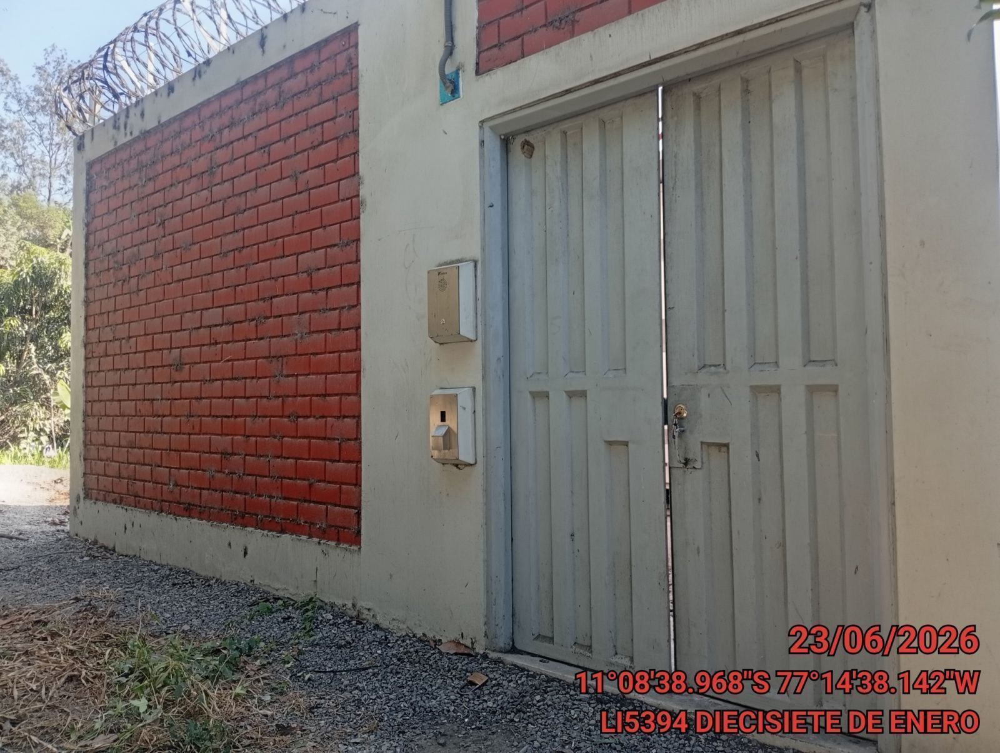 23/06/2026
11°08'38.968"S 77°14'38.142"W
LI5394 DIECISIETE DE ENERO